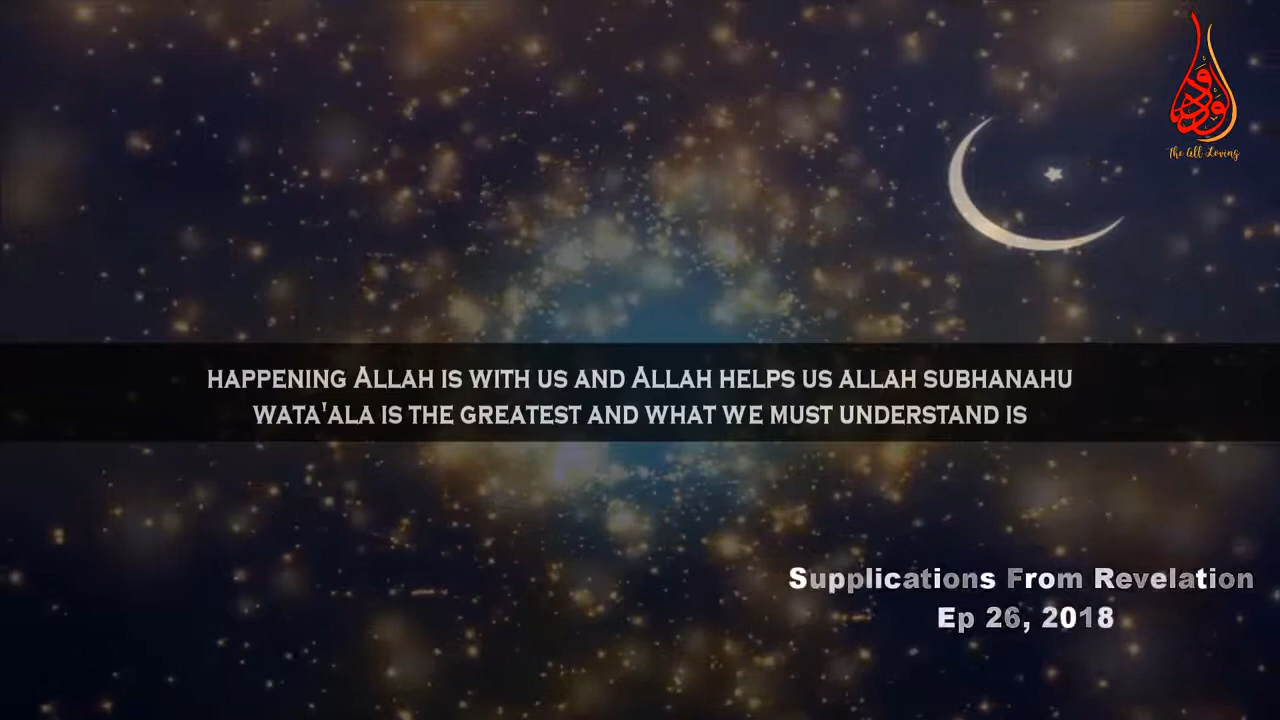 ودود
The All Loving
HAPPENING ALLAH IS WITH US AND ALLAH HELPS US ALLAH SUBHANAHU
WATA'ALA IS THE GREATEST AND WHAT WE MUST UNDERSTAND IS
Supplications From Revelation
Ep 26, 2018